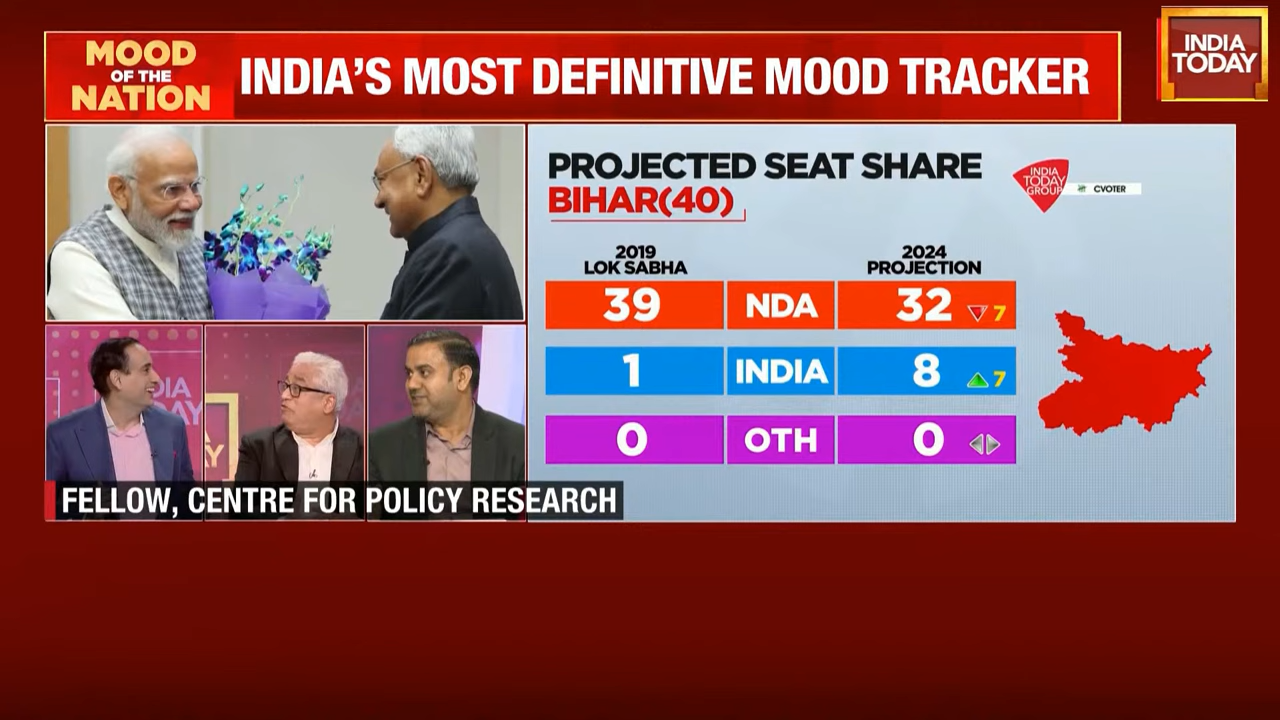 MOOD
OF THE
NATION
INDIA'S MOST DEFINITIVE MOOD TRACKER
INDIA
TODAY
PROJECTED SEAT SHARE
BIHAR(40)
INDIA
TODAY
GROUP
CVOTER
2019
LOK SABHA
2024
PROJECTION
39 NDA 32 7
1 INDIA 8 7
0 OTH 0
INDIA
TODAY
FELLOW, CENTRE FOR POLICY RESEARCH